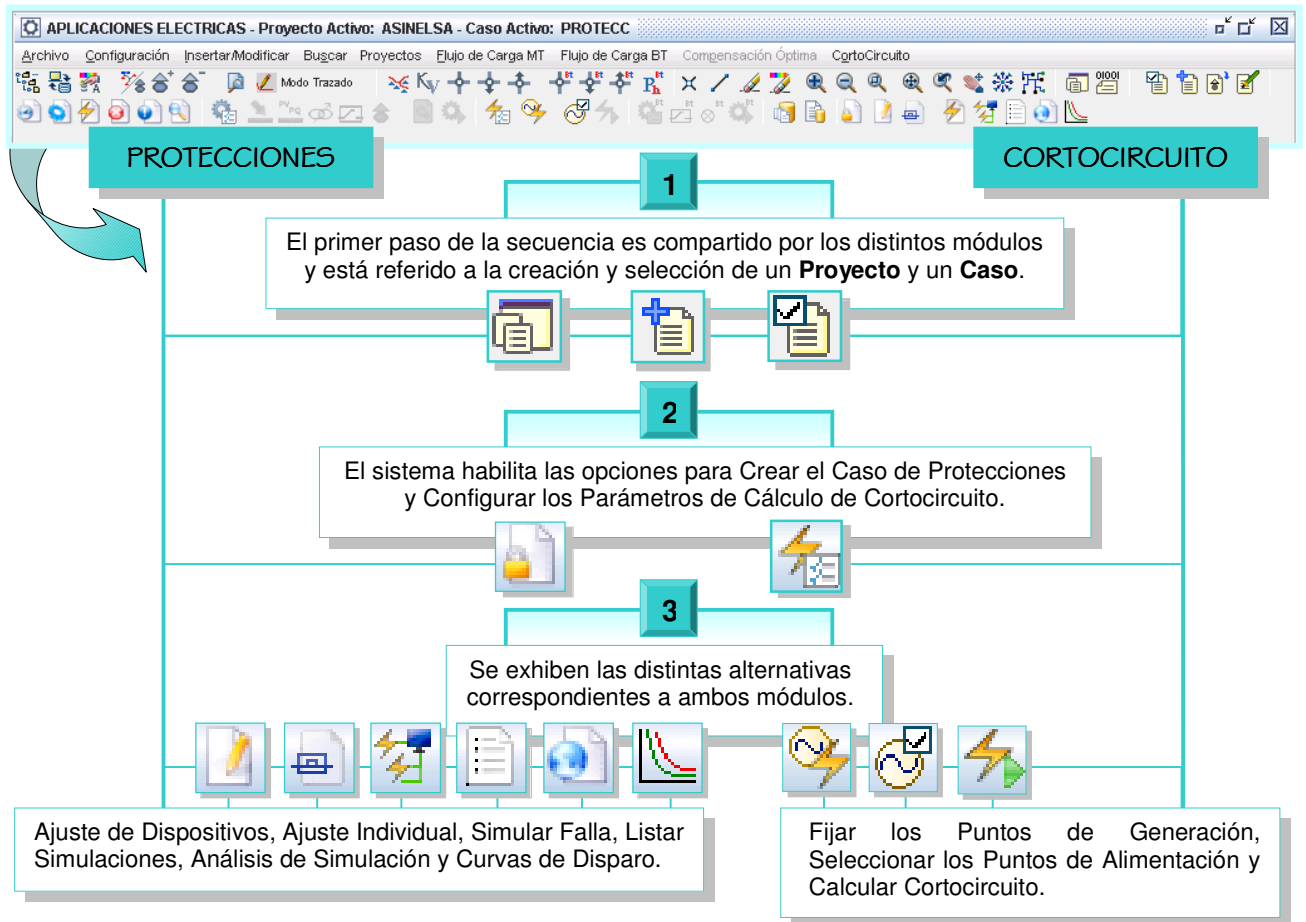 APLICACIONES ELECTRICAS - Proyecto Activo: ASINELSA - Caso Activo: PROTECC
Archivo Configuración Insertar/Modificar Buscar Proyectos Flujo de Carga MT Flujo de Carga BT Compensación Óptima CortoCircuito
Modo Trazado
PROTECCIONES
CORTOCIRCUITO
1
El primer paso de la secuencia es compartido por los distintos módulos
y está referido a la creación y selección de un Proyecto y un Caso.
2
El sistema habilita las opciones para Crear el Caso de Protecciones
y Configurar los Parámetros de Cálculo de Cortocircuito.
3
Se exhiben las distintas alternativas
correspondientes a ambos módulos.
Ajuste de Dispositivos, Ajuste Individual, Simular Falla, Listar
Simulaciones, Análisis de Simulación y Curvas de Disparo.
Fijar los Puntos de Generación,
Seleccionar los Puntos de Alimentación y
Calcular Cortocircuito.